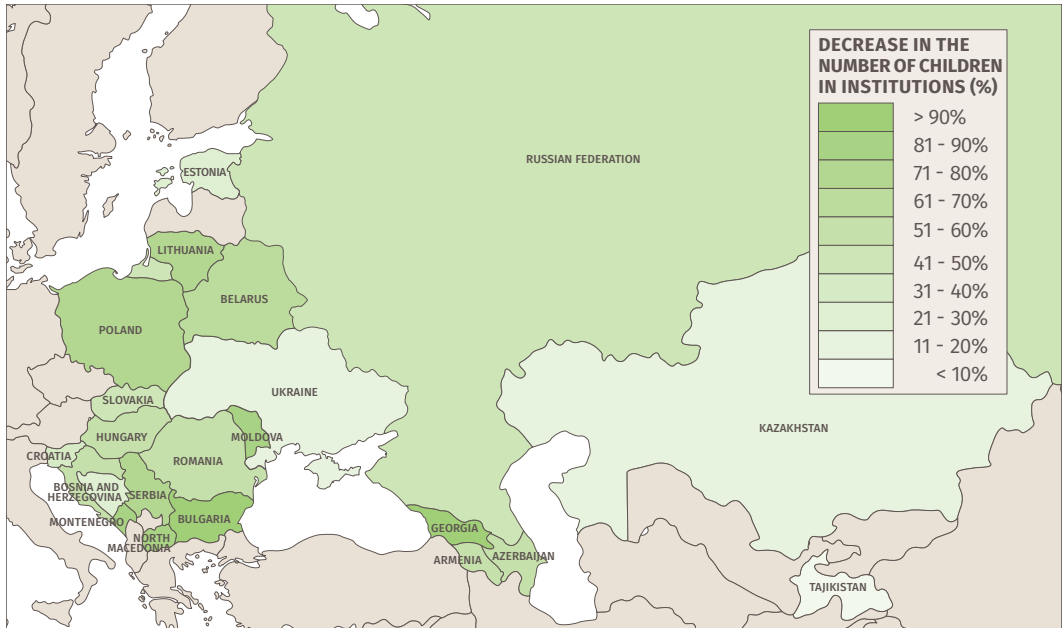 DECREASE IN THE
NUMBER OF CHILDREN
IN INSTITUTIONS (%)
> 90%
81 - 90%
71 - 80%
61 - 70%
51 - 60%
41 - 50%
31 - 40%
21 - 30%
11 - 20%
< 10%
RUSSIAN FEDERATION
ESTONIA
LITHUANIA
BELARUS
POLAND
UKRAINE
SLOVAKIA
KAZAKHSTAN
HUNGARY
MOLDOVA
CROATIA
ROMANIA
BOSNIA AND
HERZEGOVINA
SERBIA
MONTENEGRO
BULGARIA
GEORGIA
NORTH
MACEDONIA
ARMENIA
AZERBAIJAN
TAJIKISTAN